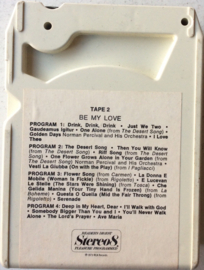 TAPE 2
BE MY LOVE
PROGRAM 1: Drink, Drink, Drink • Just We Two •
Gaudeamus Igitur • One Alone (from The Desert Song) •
Golden Days Norman Percival and His Orchestra • I Love
Thee
PROGRAM 2: The Desert Song • Then You Will Know
(from The Desert Song) • Riff Song (from The Desert
Song) • One Flower Grows Alone in Your Garden (from
The Desert Song) Norman Percival and His Orchestra •
Vesti La Giubba (On with the Play) (from I Pagliacci)
PROGRAM 3: Flower Song (from Carmen) • La Donna E
Mobile (Woman Is Fickle) (from Rigoletto) • E Lucevan
Le Stelle (The Stars Were Shining) (from Tosca) • Che
Gelida Manina (Your Tiny Hand Is Frozen) (from La
Boheme) • Questa O Quella (Mid the Fair Throng) (from
Rigoletto) • Serenade
PROGRAM 4: Deep in My Heart, Dear • I'll Walk with God
• Somebody Bigger Than You and I • You'll Never Walk
Alone • The Lord's Prayer • Ave Maria
READER'S DIGEST
Stereo 8
PLEASURE PROGRAMMED